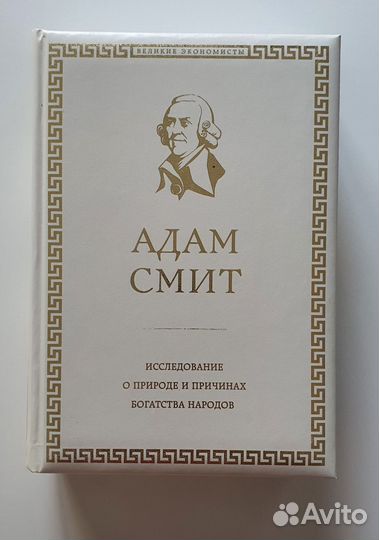 ВЕЛИКИЕ ЭКОНОМИСТЫ
АДАМ
СМИТ
ИССЛЕДОВАНИЕ
О ПРИРОДЕ И ПРИЧИНАХ
БОГАТСТВА НАРОДОВ
Avito